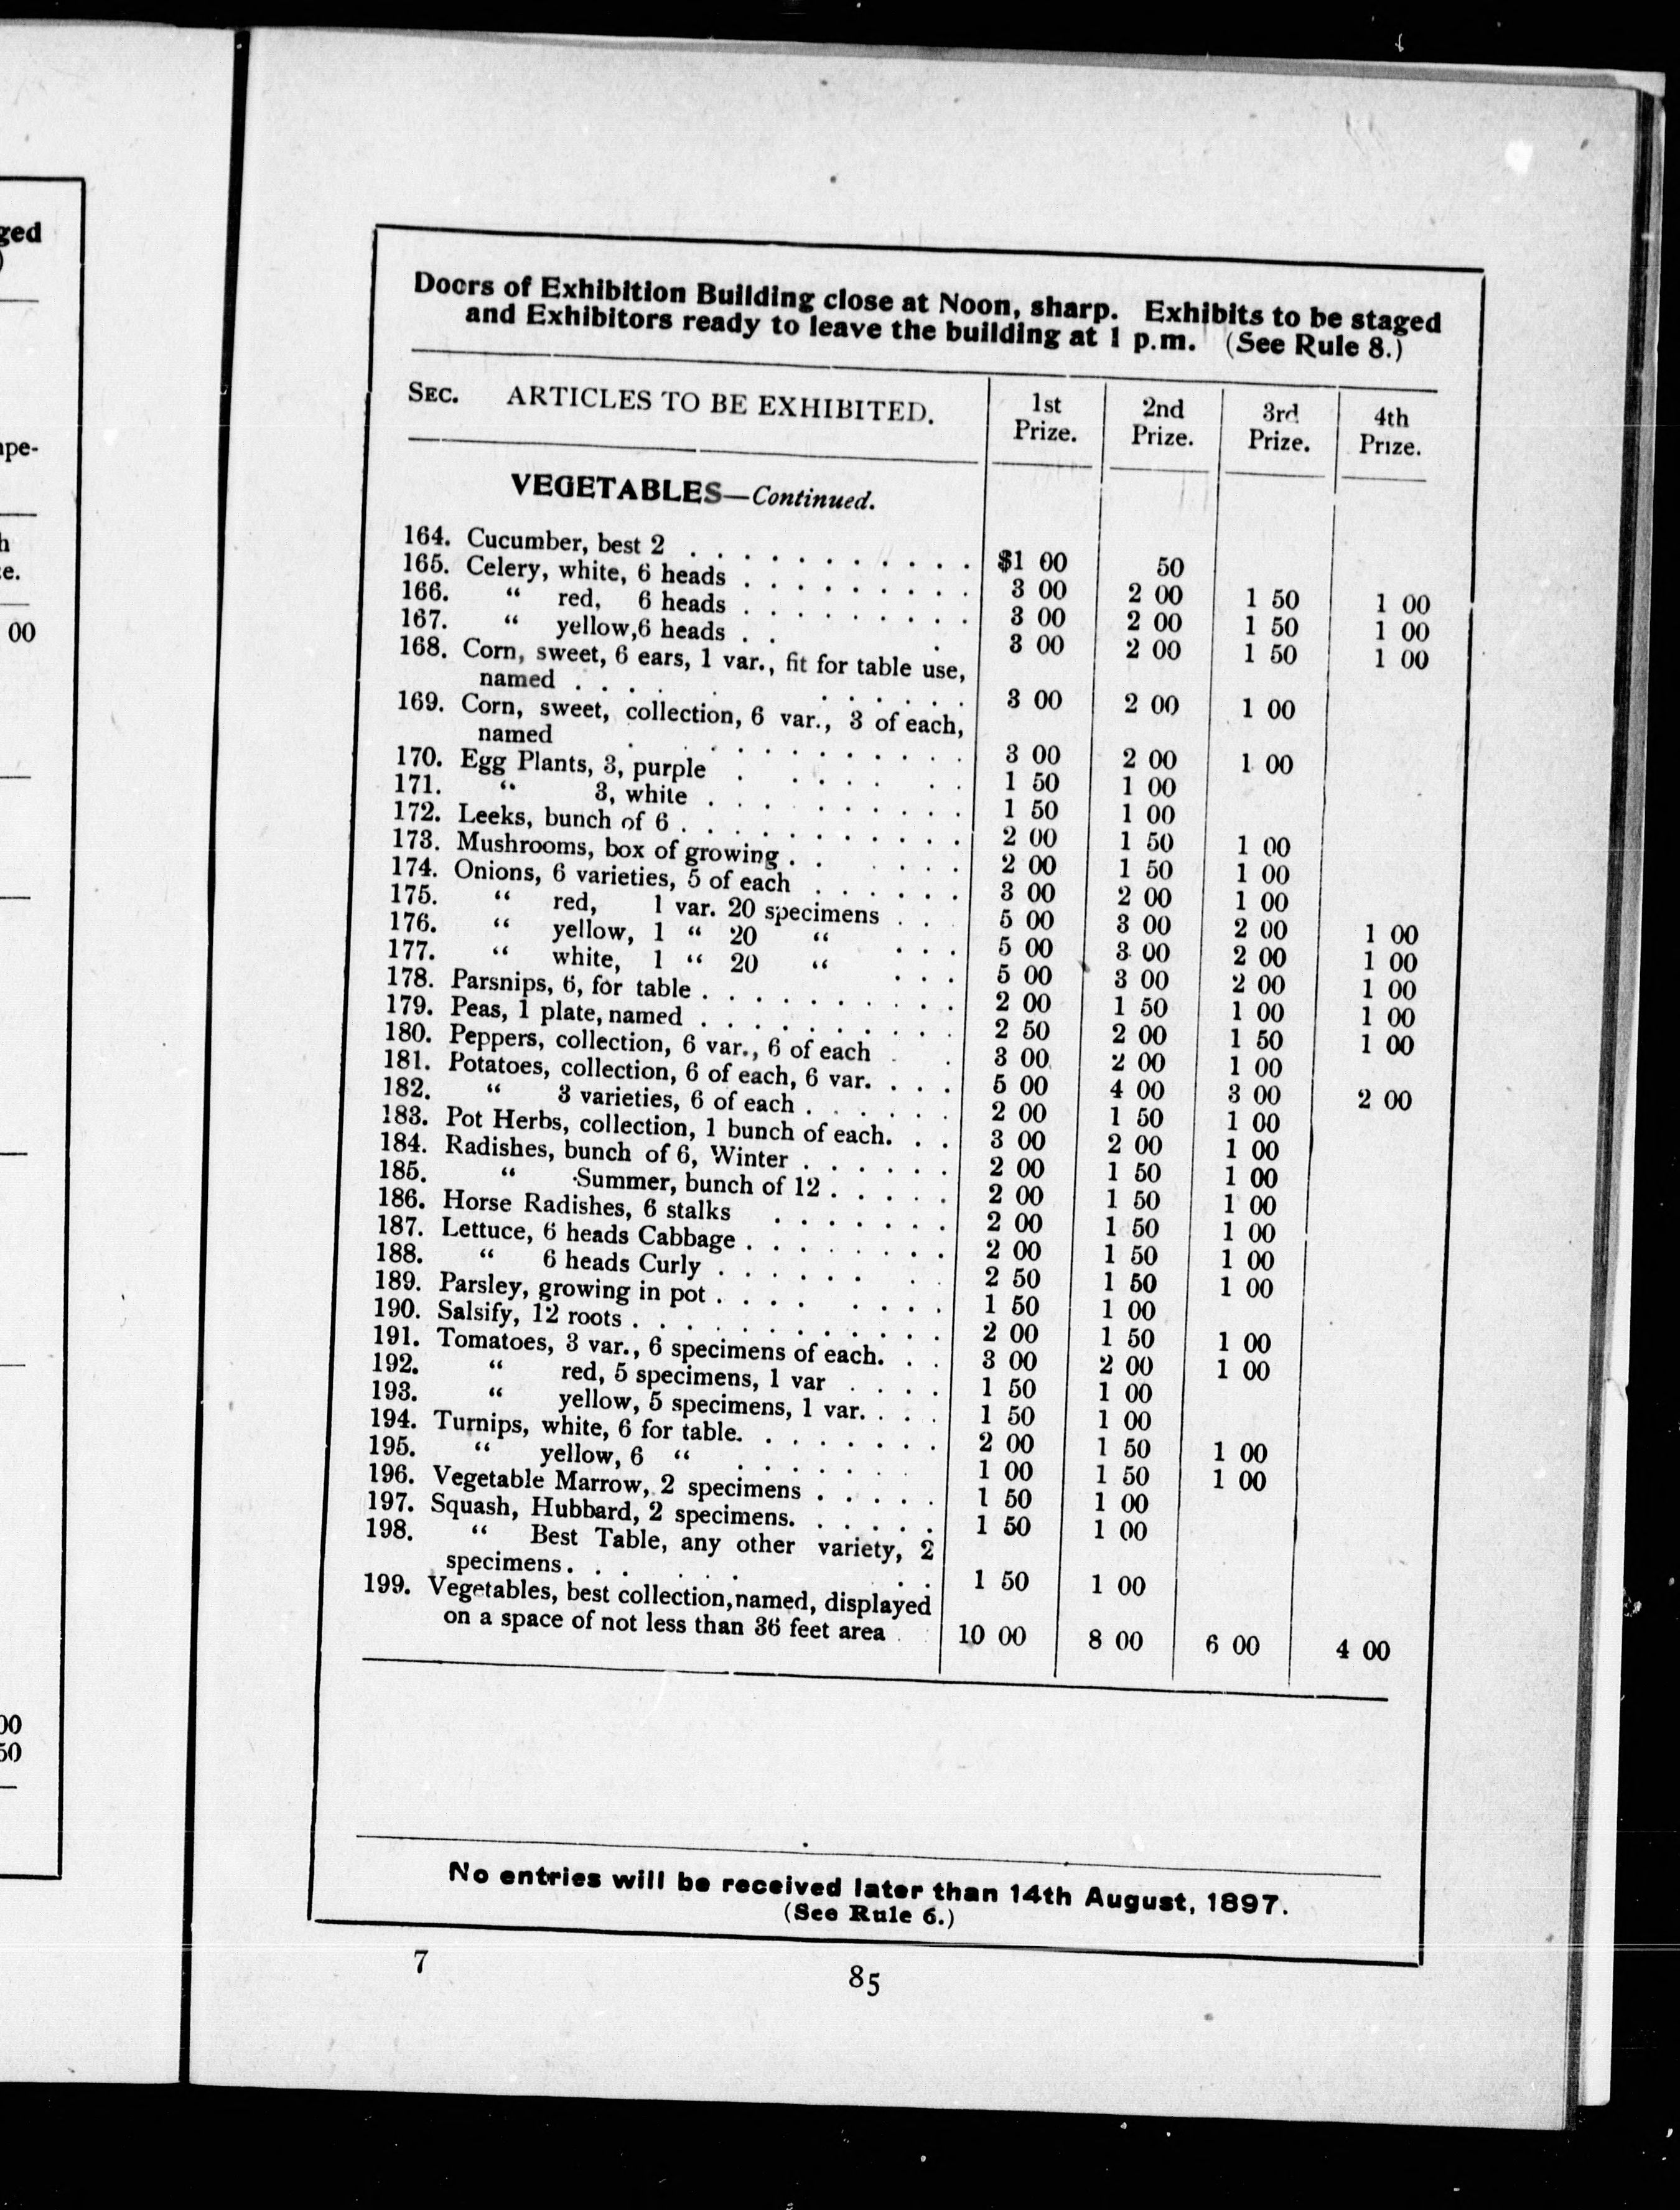 ged
)
ape-
h
e.
00
00
50
Doors of Exhibition Building close at Noon, sharp. Exhibits to be staged
and Exhibitors ready to leave the building at 1 p.m. (See Rule 8.)
SEC. ARTICLES TO BE EXHIBITED. 1st Prize. 2nd Prize. 3rd Prize. 4th Prize.
VEGETABLES—Continued.
164. Cucumber, best 2 . . . . . . . . . . . $1 00 50
165. Celery, white, 6 heads . . . . . . . . . 3 00 2 00 1 50 1 00
166. “ red, 6 heads . . . . . . . . . 3 00 2 00 1 50 1 00
167. “ yellow, 6 heads . . . 3 00 2 00 1 50 1 00
168. Corn, sweet, 6 ears, 1 var., fit for table use,
named . . . . . . . . . . 3 00 2 00 1 00
169. Corn, sweet, collection, 6 var., 3 of each,
named . . . . . . . . . . 3 00 2 00 1 00
170. Egg Plants, 3, purple . . . . . . . . 1 50 1 00
171. “ 3, white . . . . . . . . . 1 50 1 00
172. Leeks, bunch of 6 . . . . . . . . . . . 2 00 1 50 1 00
173. Mushrooms, box of growing . . . . . . 2 00 1 50 1 00
174. Onions, 6 varieties, 5 of each . . . . . . 3 00 2 00 1 00
175. “ red, 1 var. 20 specimens . . . 5 00 3 00 2 00 1 00
176. “ yellow, 1 “ 20 “ . . . 5 00 3 00 2 00 1 00
177. “ white, 1 “ 20 “ . . . 5 00 3 00 2 00 1 00
178. Parsnips, 6, for table . . . . . . . . . . 2 00 1 50 1 00 1 00
179. Peas, 1 plate, named . . . . . . . . . . 2 50 2 00 1 50 1 00
180. Peppers, collection, 6 var., 6 of each . . 3 00 2 00 1 00
181. Potatoes, collection, 6 of each, 6 var. . . . 5 00 4 00 3 00 2 00
182. “ 3 varieties, 6 of each . . . . . . 2 00 1 50 1 00
183. Pot Herbs, collection, 1 bunch of each. . . 3 00 2 00 1 00
184. Radishes, bunch of 6, Winter . . . . . . 2 00 1 50 1 00
185. “ Summer, bunch of 12 . . . . . 2 00 1 50 1 00
186. Horse Radishes, 6 stalks . . . . . . . 2 00 1 50 1 00
187. Lettuce, 6 heads Cabbage . . . . . . . . 2 00 1 50 1 00
188. “ 6 heads Curly . . . . . . . . 2 50 1 50 1 00
189. Parsley, growing in pot . . . . . . . . 1 50 1 00
190. Salsify, 12 roots . . . . . . . . . . . . 2 00 1 50 1 00
191. Tomatoes, 3 var., 6 specimens of each. . . 3 00 2 00 1 00
192. “ red, 5 specimens, 1 var . . . . 1 50 1 00
193. “ yellow, 5 specimens, 1 var. . . . 1 50 1 00
194. Turnips, white, 6 for table. . . . . . . . 2 00 1 50 1 00
195. “ yellow, 6 “ . . . . . . 1 00 1 50 1 00
196. Vegetable Marrow, 2 specimens . . . . . 1 50 1 00
197. Squash, Hubbard, 2 specimens. . . . . . 1 50 1 00
198. “ Best Table, any other variety, 2
specimens. . . . . . . . 1 50 1 00
199. Vegetables, best collection, named, displayed
on a space of not less than 36 feet area . 10 00 8 00 6 00 4 00
No entries will be received later than 14th August, 1897.
(See Rule 6.)
7
85